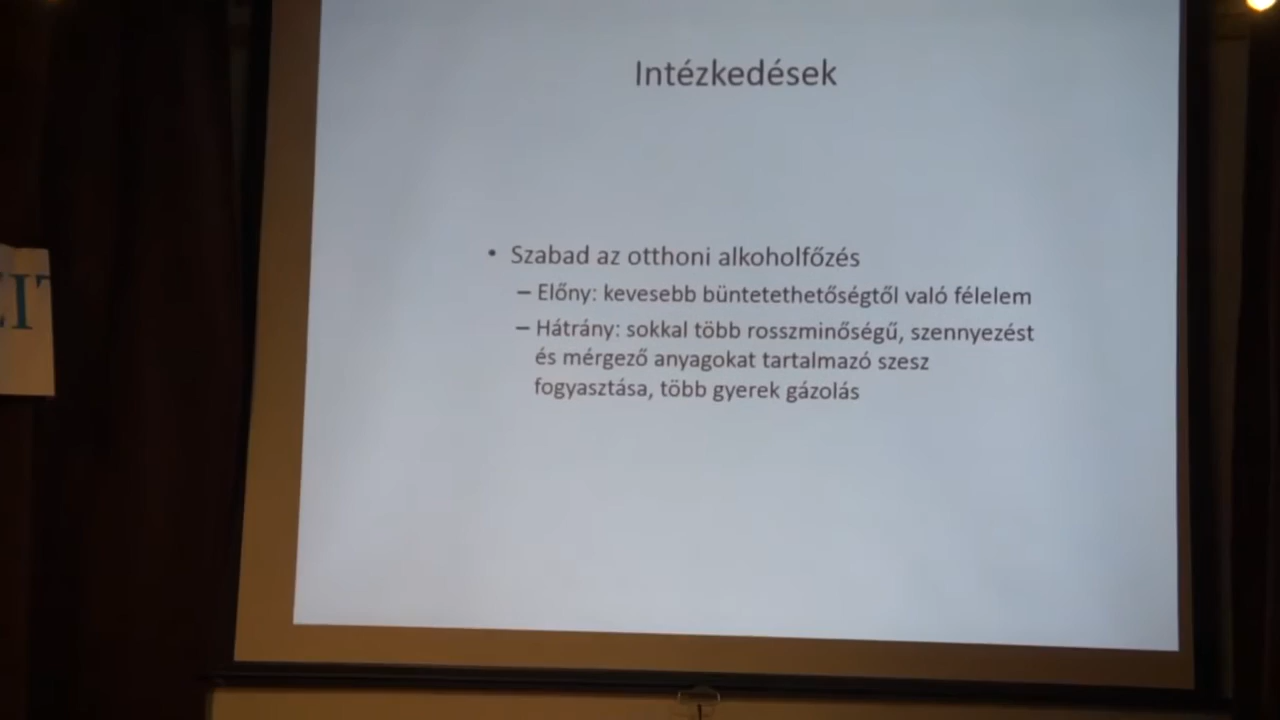 Intézkedések
• Szabad az otthoni alkoholfőzés
– Előny: kevesebb büntetethetőségtől való félelem
– Hátrány: sokkal több rosszminőségű, szennyezést
és mérgező anyagokat tartalmazó szesz
fogyasztása, több gyerek gázolás